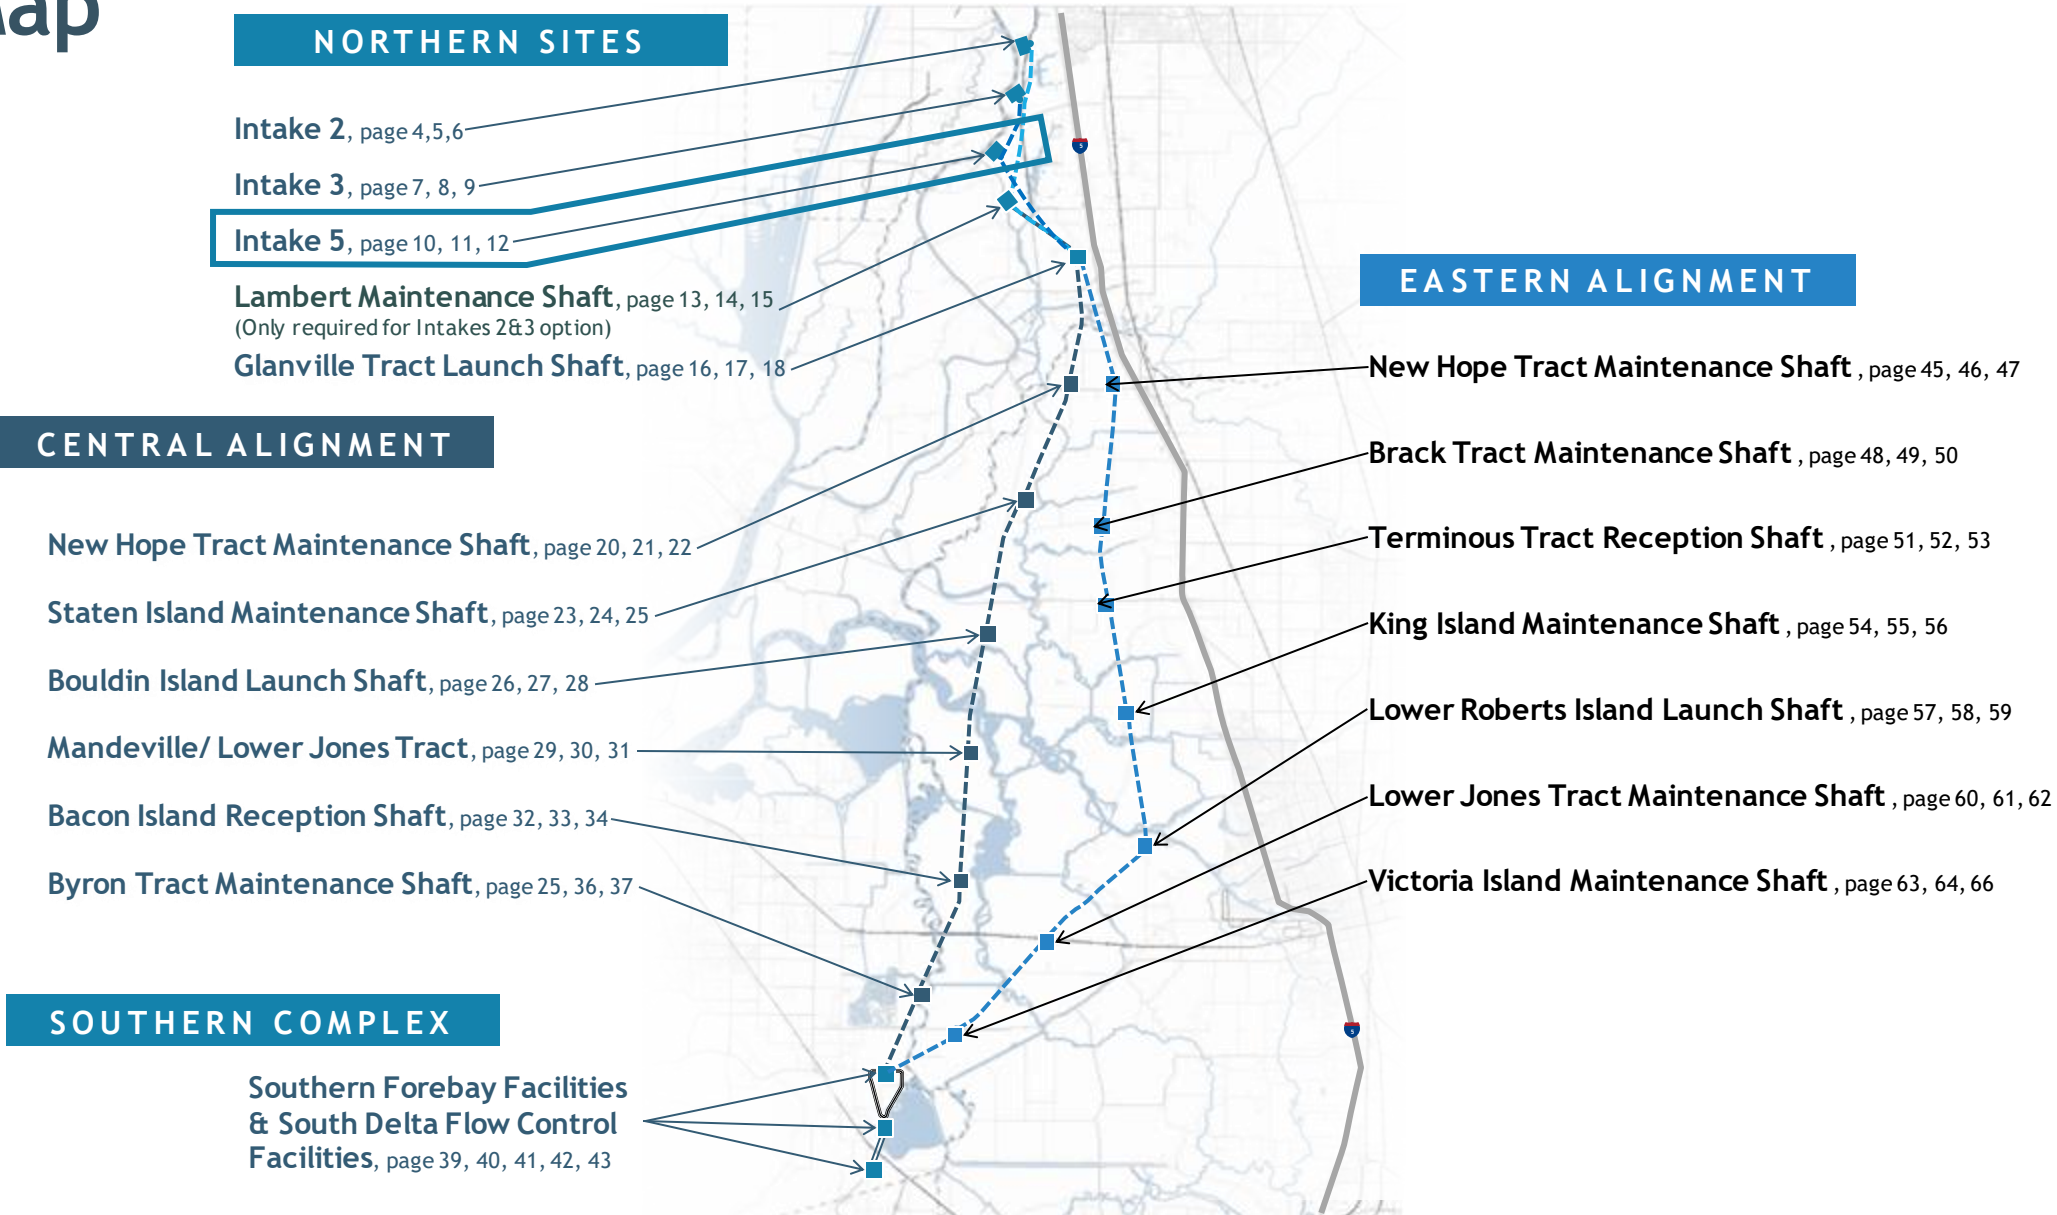 NORTHERN SITES
Intake 2, page 4,5,6
Intake 3, page 7, 8, 9
Intake 5, page 10, 11, 12
Lambert Maintenance Shaft, page 13, 14, 15
(Only required for Intakes 2&3 option)
Glanville Tract Launch Shaft, page 16, 17, 18
CENTRAL ALIGNMENT
New Hope Tract Maintenance Shaft, page 20, 21, 22
Staten Island Maintenance Shaft, page 23, 24, 25
Bouldin Island Launch Shaft, page 26, 27, 28
Mandeville/ Lower Jones Tract, page 29, 30, 31
Bacon Island Reception Shaft, page 32, 33, 34
Byron Tract Maintenance Shaft, page 25, 36, 37
SOUTHERN COMPLEX
Southern Forebay Facilities
& South Delta Flow Control
Facilities, page 39, 40, 41, 42, 43
5
5
EASTERN ALIGNMENT
New Hope Tract Maintenance Shaft , page 45, 46, 47
Brack Tract Maintenance Shaft , page 48, 49, 50
Terminous Tract Reception Shaft , page 51, 52, 53
King Island Maintenance Shaft , page 54, 55, 56
Lower Roberts Island Launch Shaft , page 57, 58, 59
Lower Jones Tract Maintenance Shaft , page 60, 61, 62
Victoria Island Maintenance Shaft , page 63, 64, 66